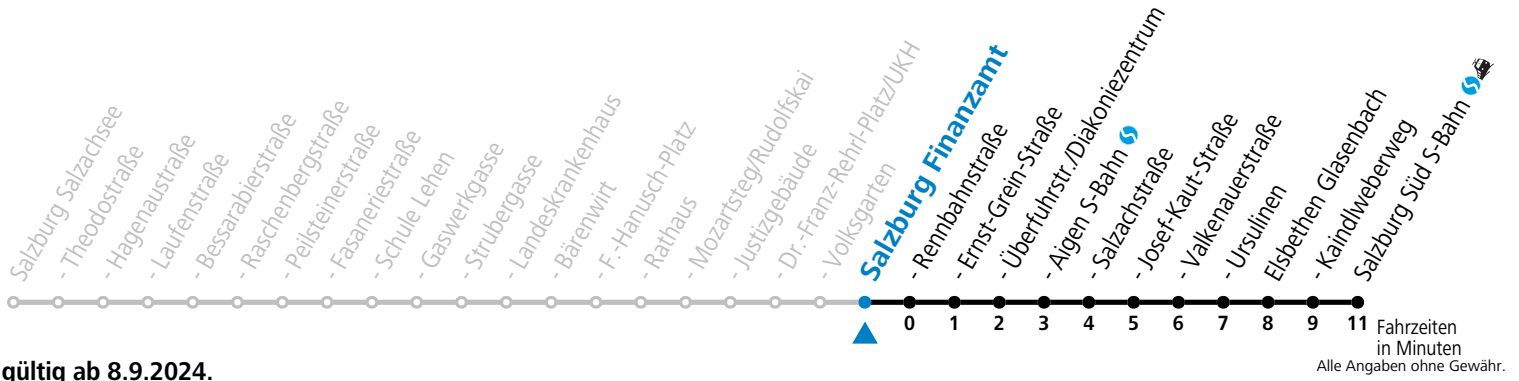 Salzburg Salzachsee
- Theodostraße
- Hagenaustraße
- Laufenstraße
- Bessarabierstraße
- Raschenbergstraße
- Peilsteinerstraße
- Fasaneriestraße
- Schule Lehen
- Gaswerkgasse
- Strubergasse
- Landeskrankenhaus
- Bärenwirt
- F.-Hanusch-Platz
- Rathaus
- Mozartsteg/Rudolfskai
- Justizgebäude
- Dr.-Franz-Rehrl-Platz/UKH
- Volksgarten
Salzburg Finanzamt
- Rennbahnstraße
- Ernst-Grein-Straße
- Überfuhrstr./Diakoniezentrum
- Aigen S-Bahn
- Salzachstraße
- Josef-Kaut-Straße
- Valkenauerstraße
- Ursulinen
Elsbethen Glasenbach
- Kaindlweberweg
Salzburg Süd S-Bahn
0 1 2 3 4 5 6 7 8 9 11
Fahrzeiten
in Minuten
Alle Angaben ohne Gewähr.
gültig ab 8.9.2024.